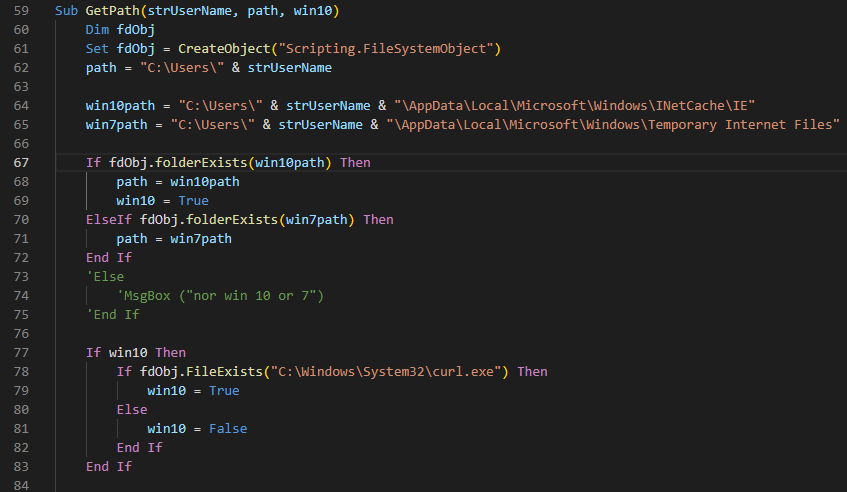 59 Sub GetPath(strUserName, path, win10)
60     Dim fdObj
61     Set fdObj = CreateObject("Scripting.FileSystemObject")
62     path = "C:\Users\" & strUserName
63
64     win10path = "C:\Users\" & strUserName & "\AppData\Local\Microsoft\Windows\INetCache\IE"
65     win7path = "C:\Users\" & strUserName & "\AppData\Local\Microsoft\Windows\Temporary Internet Files"
66
67     If fdObj.folderExists(win10path) Then
68         path = win10path
69         win10 = True
70     ElseIf fdObj.folderExists(win7path) Then
71         path = win7path
72     End If
73     'Else
74         'MsgBox ("nor win 10 or 7")
75     'End If
76
77     If win10 Then
78         If fdObj.FileExists("C:\Windows\System32\curl.exe") Then
79             win10 = True
80         Else
81             win10 = False
82         End If
83     End If
84